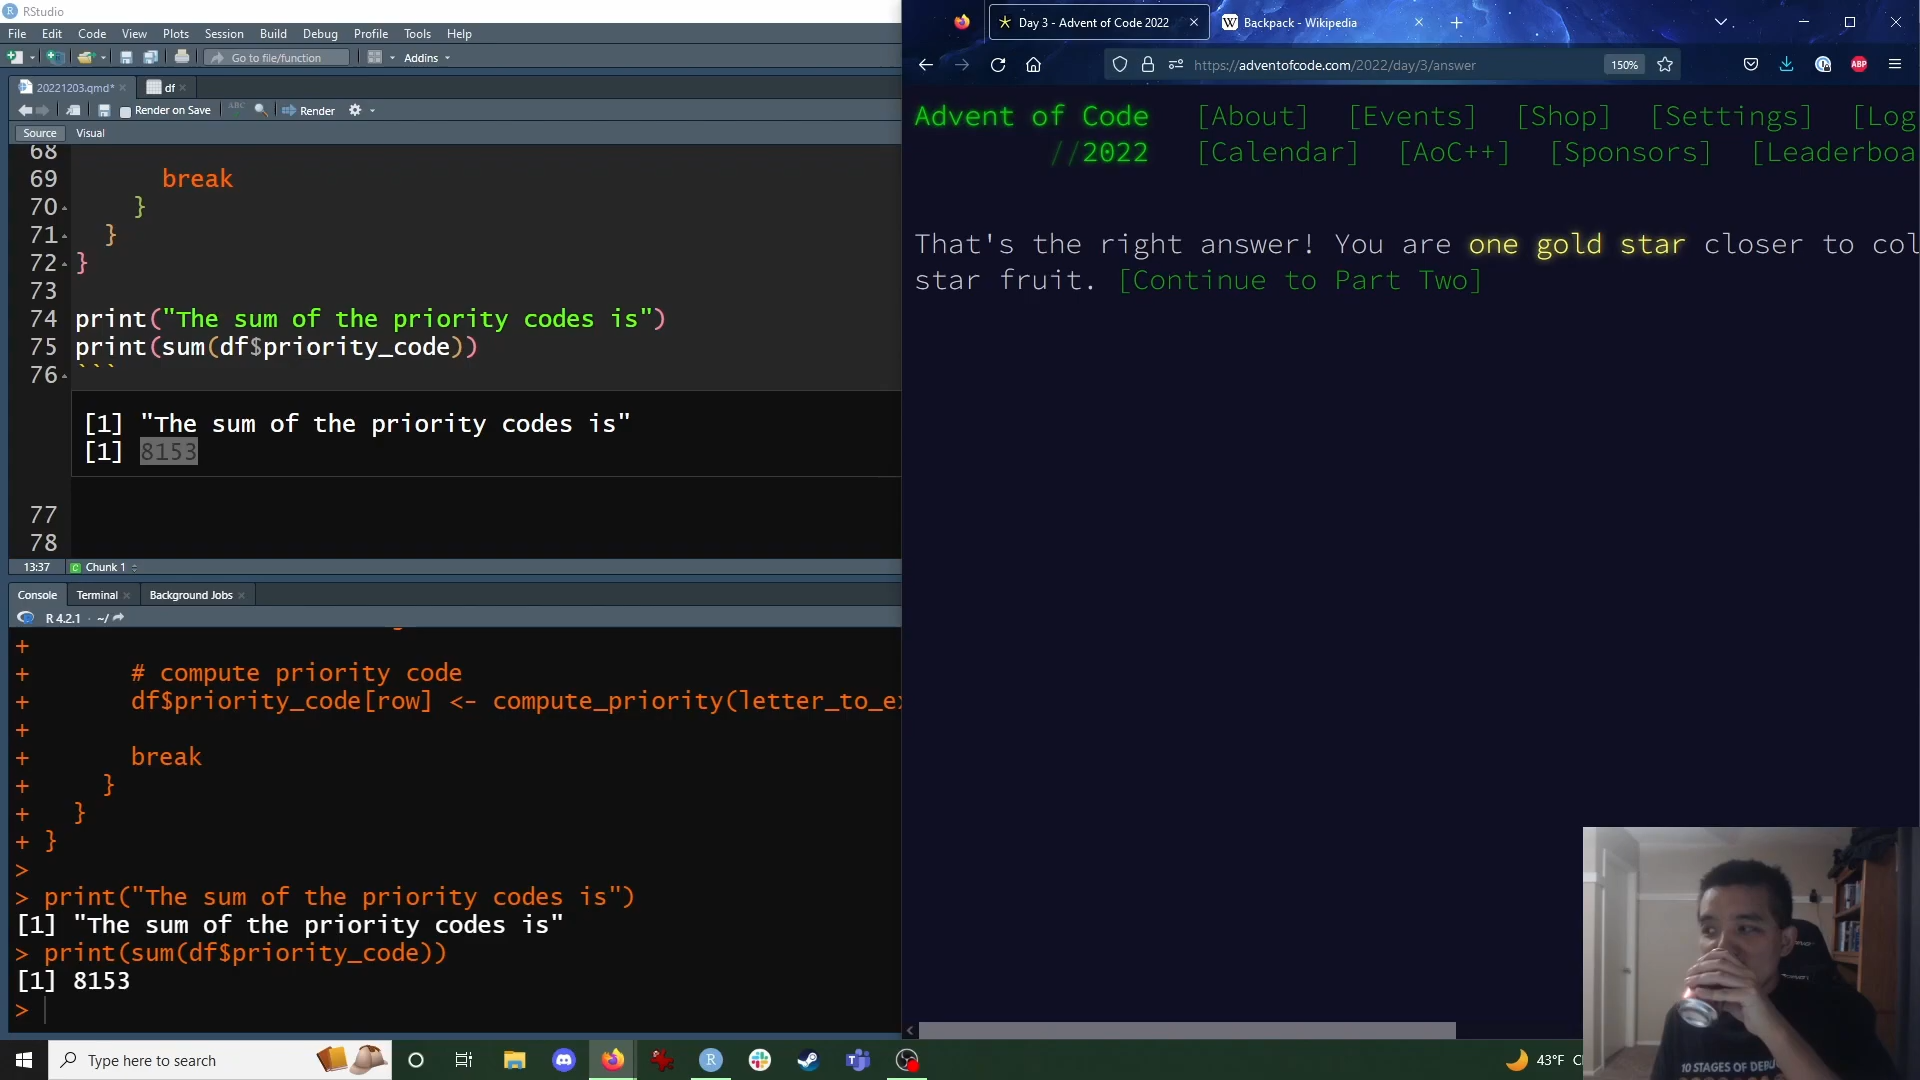 RStudio
File Edit Code View Plots Session Build Debug Profile Tools Help
Go to file/function
Addins
20221203.qmd*
df
Render on Save
ABC
Render
Source Visual
68
69 break
70 }
71 }
72 }
73
74 print("The sum of the priority codes is")
75 print(sum(df$priority_code))
76 ```
[1] "The sum of the priority codes is"
[1] 8153
77
78
13:37 Chunk 1
Console Terminal Background Jobs
R 4.2.1 · ~/
+
+ # compute priority code
+ df$priority_code[row] <- compute_priority(letter_to_ex
+
+ break
+ }
+ }
+ }
>
> print("The sum of the priority codes is")
[1] "The sum of the priority codes is"
> print(sum(df$priority_code))
[1] 8153
>
Day 3 - Advent of Code 2022
W Backpack - Wikipedia
https://adventofcode.com/2022/day/3/answer
150%
ABP
Advent of Code [About] [Events] [Shop] [Settings] [Log
//2022 [Calendar] [AoC++] [Sponsors] [Leaderboa
That's the right answer! You are one gold star closer to col
star fruit. [Continue to Part Two]
10 STAGES OF DEBU
Type here to search
43°F